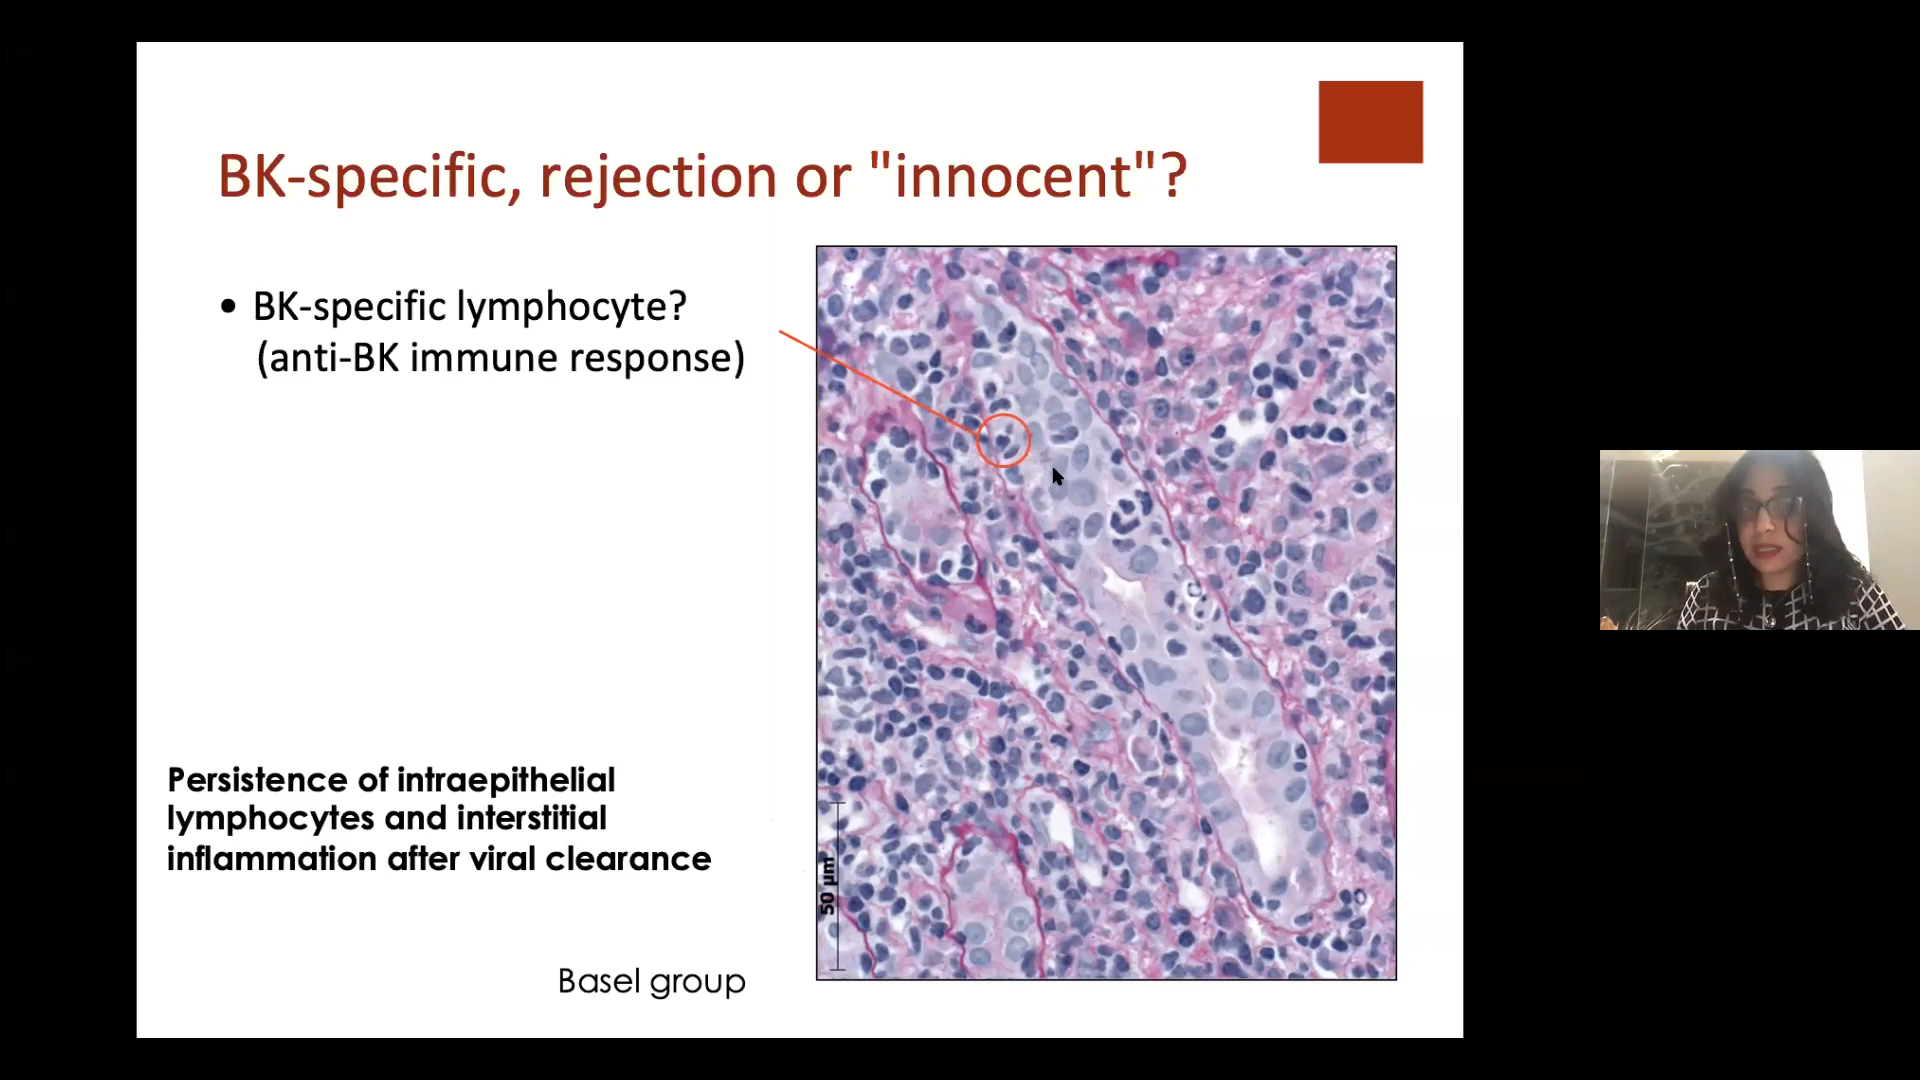 BK-specific, rejection or "innocent"?
• BK-specific lymphocyte?
(anti-BK immune response)
Persistence of intraepithelial
lymphocytes and interstitial
inflammation after viral clearance
Basel group
50 µm